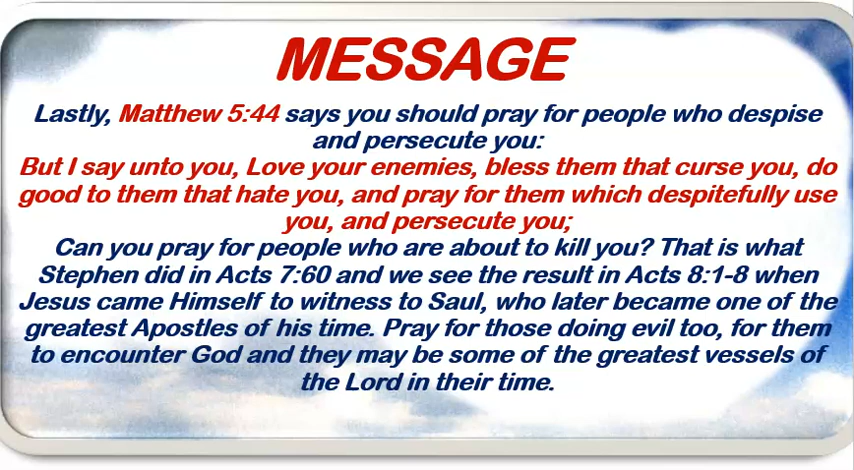 MESSAGE
Lastly, Matthew 5:44 says you should pray for people who despise
and persecute you:
But I say unto you, Love your enemies, bless them that curse you, do
good to them that hate you, and pray for them which despitefully use
you, and persecute you;
Can you pray for people who are about to kill you? That is what
Stephen did in Acts 7:60 and we see the result in Acts 8:1-8 when
Jesus came Himself to witness to Saul, who later became one of the
greatest Apostles of his time. Pray for those doing evil too, for them
to encounter God and they may be some of the greatest vessels of
the Lord in their time.